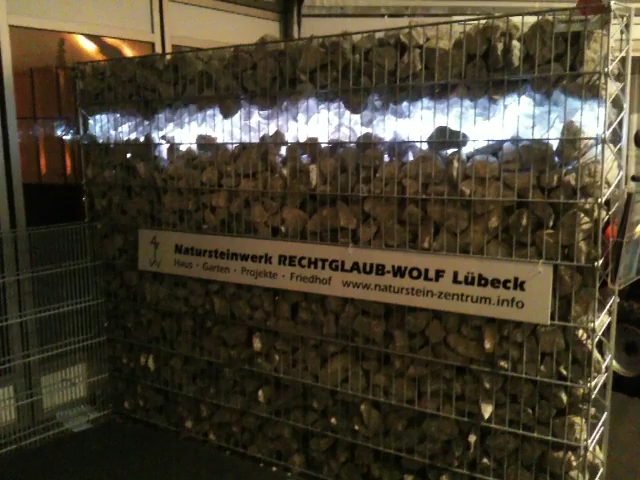 Natursteinwerk RECHTGLAUB-WOLF Lübeck
Haus · Garten · Projekte · Friedhof www.naturstein-zentrum.info